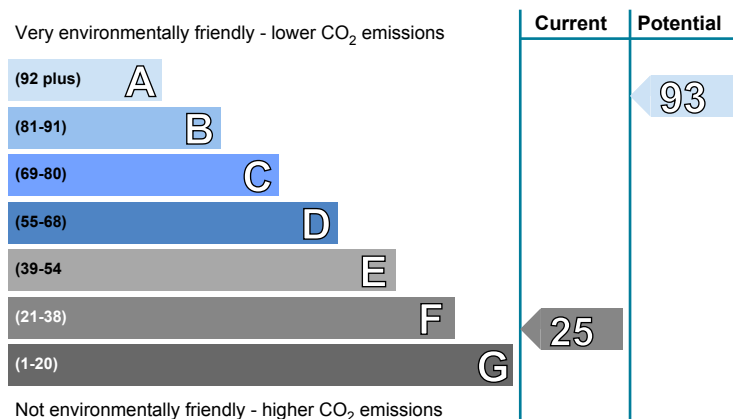 Current Potential
Very environmentally friendly - lower CO2 emissions
(92 plus) A
93
(81-91) B
(69-80) C
(55-68) D
(39-54 E
(21-38) F
25
(1-20) G
Not environmentally friendly - higher CO2 emissions